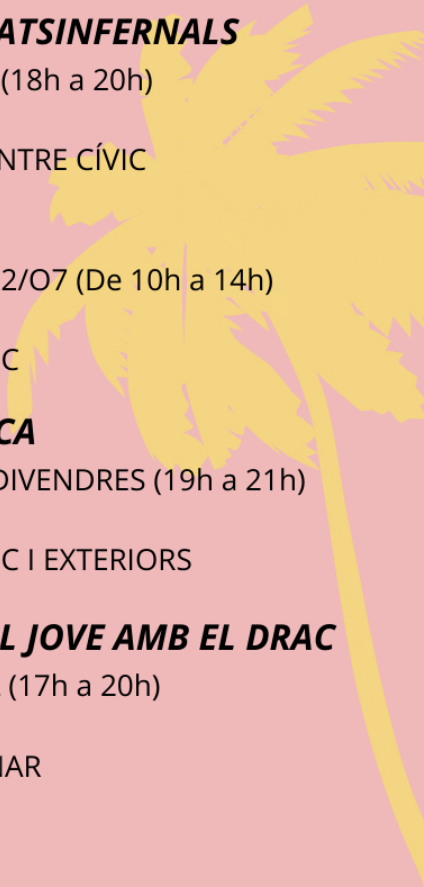 ATSINFERNALS
(18h a 20h)
NTRE CÍVIC
2/O7 (De 10h a 14h)
C
CA
DIVENDRES (19h a 21h)
C I EXTERIORS
L JOVE AMB EL DRAC
(17h a 20h)
AR